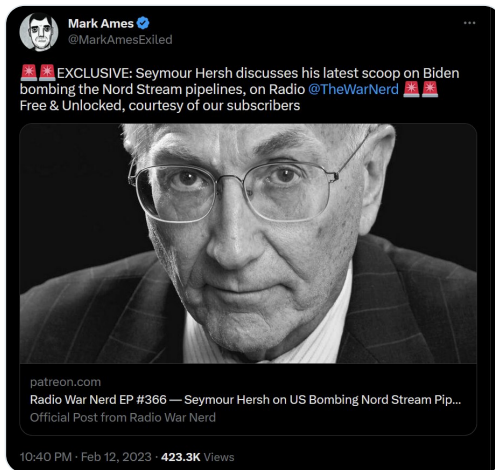 Mark Ames
@MarkAmesExiled
🚨🚨EXCLUSIVE: Seymour Hersh discusses his latest scoop on Biden
bombing the Nord Stream pipelines, on Radio @TheWarNerd 🚨🚨
Free & Unlocked, courtesy of our subscribers
patreon.com
Radio War Nerd EP #366 — Seymour Hersh on US Bombing Nord Stream Pip...
Official Post from Radio War Nerd
10:40 PM · Feb 12, 2023 · 423.3K Views